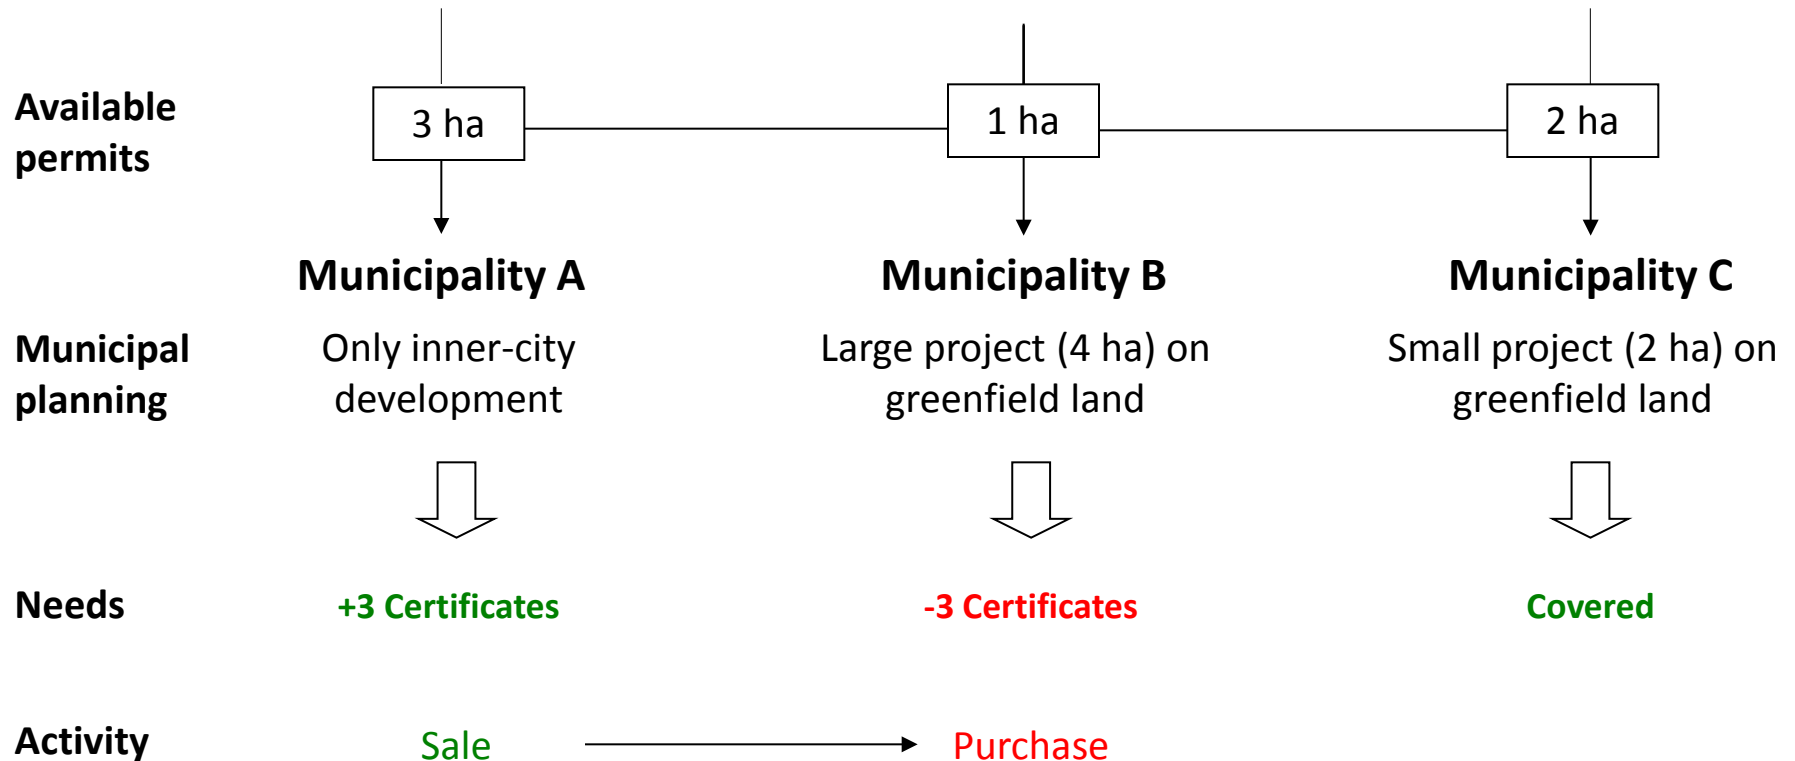 Available
permits
3 ha
1 ha
2 ha
Municipality A
Municipality B
Municipality C
Municipal
planning
Only inner-city
development
Large project (4 ha) on
greenfield land
Small project (2 ha) on
greenfield land
Needs
+3 Certificates
-3 Certificates
Covered
Activity
Sale
Purchase